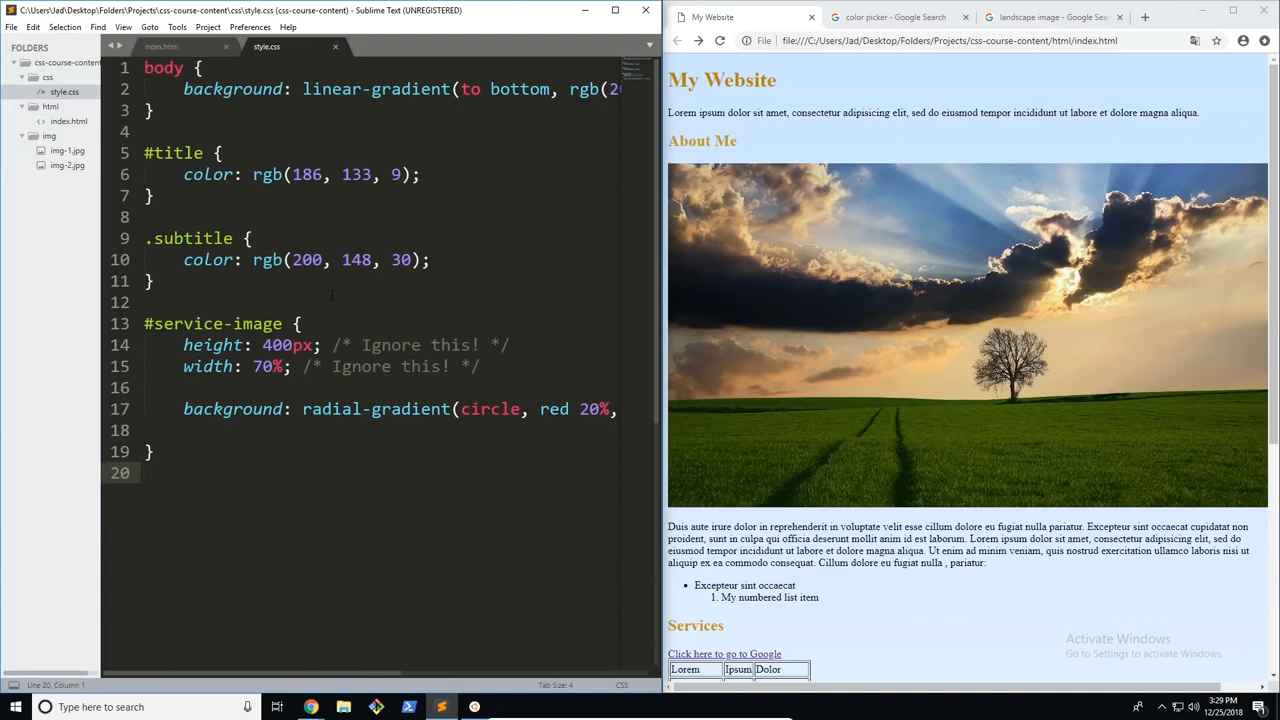 C:\Users\Jad\Desktop\Folders\Projects\css-course-content\css\style.css (css-course-content) - Sublime Text (UNREGISTERED)
File Edit Selection Find View Goto Tools Project Preferences Help
FOLDERS
css-course-content
css
style.css
html
index.html
img
img-1.jpg
img-2.jpg
index.html
style.css
1 body {
2 background: linear-gradient(to bottom, rgb(20
3 }
4
5 #title {
6 color: rgb(186, 133, 9);
7 }
8
9 .subtitle {
10 color: rgb(200, 148, 30);
11 }
12
13 #service-image {
14 height: 400px; /* Ignore this! */
15 width: 70%; /* Ignore this! */
16
17 background: radial-gradient(circle, red 20%,
18
19 }
20
Line 20, Column 1
Tab Size: 4
CSS
My Website
color picker - Google Search
landscape image - Google Sea
File file:///C:/Users/Jad/Desktop/Folders/Projects/css-course-content/html/index.html
My Website
Lorem ipsum dolor sit amet, consectetur adipisicing elit, sed do eiusmod tempor incididunt ut labore et dolore magna aliqua.
About Me
Duis aute irure dolor in reprehenderit in voluptate velit esse cillum dolore eu fugiat nulla pariatur. Excepteur sint occaecat cupidatat non
proident, sunt in culpa qui officia deserunt mollit anim id est laborum. Lorem ipsum dolor sit amet, consectetur adipisicing elit, sed do
eiusmod tempor incididunt ut labore et dolore magna aliqua. Ut enim ad minim veniam, quis nostrud exercitation ullamco laboris nisi ut
aliquip ex ea commodo consequat. Cillum dolore eu fugiat nulla , pariatur:
Excepteur sint occaecat
1. My numbered list item
Services
Click here to go to Google
Lorem Ipsum Dolor
Activate Windows
Go to Settings to activate Windows.
Type here to search
3:29 PM
12/25/2018
1